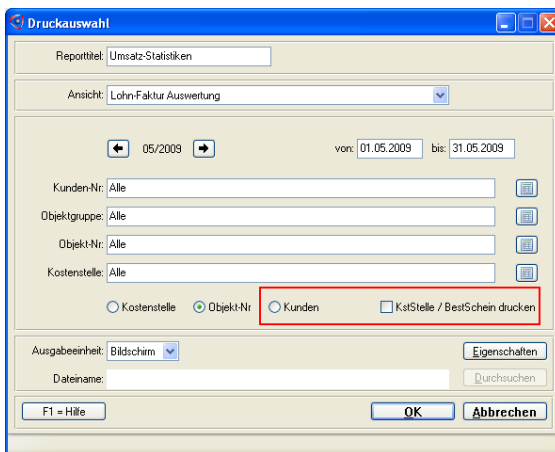 Druckauswahl
Reporttitel: Umsatz-Statistiken
Ansicht: Lohn-Faktur Auswertung
05/2009 von: 01.05.2009 bis: 31.05.2009
Kunden-Nr: Alle
Objektgruppe: Alle
Objekt-Nr: Alle
Kostenstelle: Alle
Kostenstelle Objekt-Nr Kunden KstStelle / BestSchein drucken
Ausgabeeinheit: Bildschirm Eigenschaften
Dateiname: Durchsuchen
F1 = Hilfe OK Abbrechen